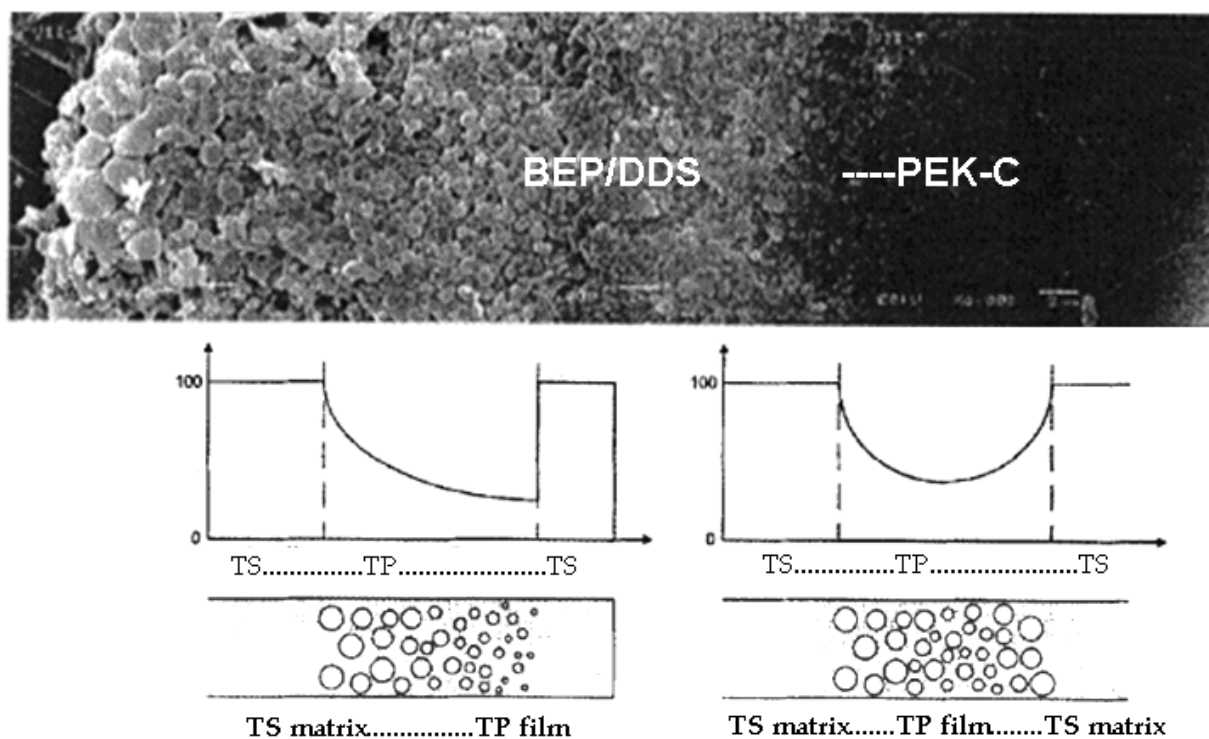 BEP/DDS ----PEK-C
100 100
0 0
TS..............TP......................TS TS..............TP......................TS
TS matrix..............TP film TS matrix.......TP film........TS matrix